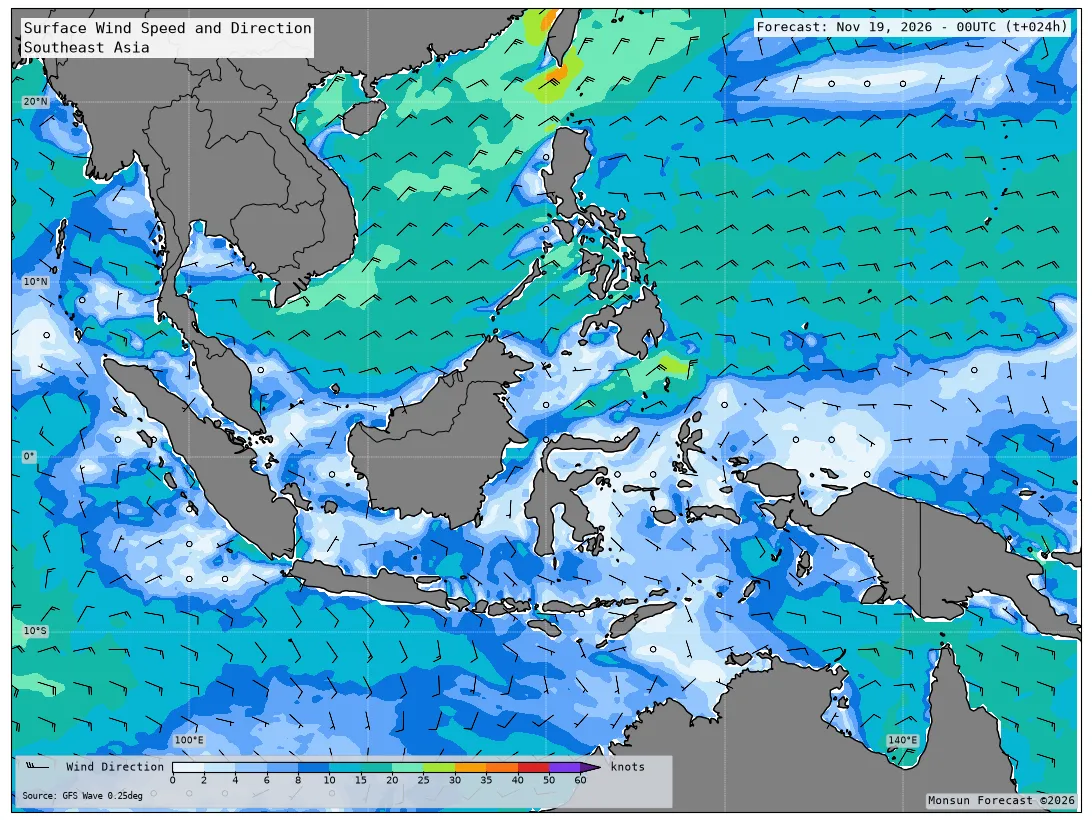 Surface Wind Speed and Direction
Southeast Asia
Forecast: Nov 19, 2026 - 00UTC (t+024h)
20°N
10°N
0°
10°S
100°E
140°E
Wind Direction
0 2 4 6 8 10 15 20 25 30 35 40 50 60 knots
Source: GFS Wave 0.25deg
Monsun Forecast ©2026